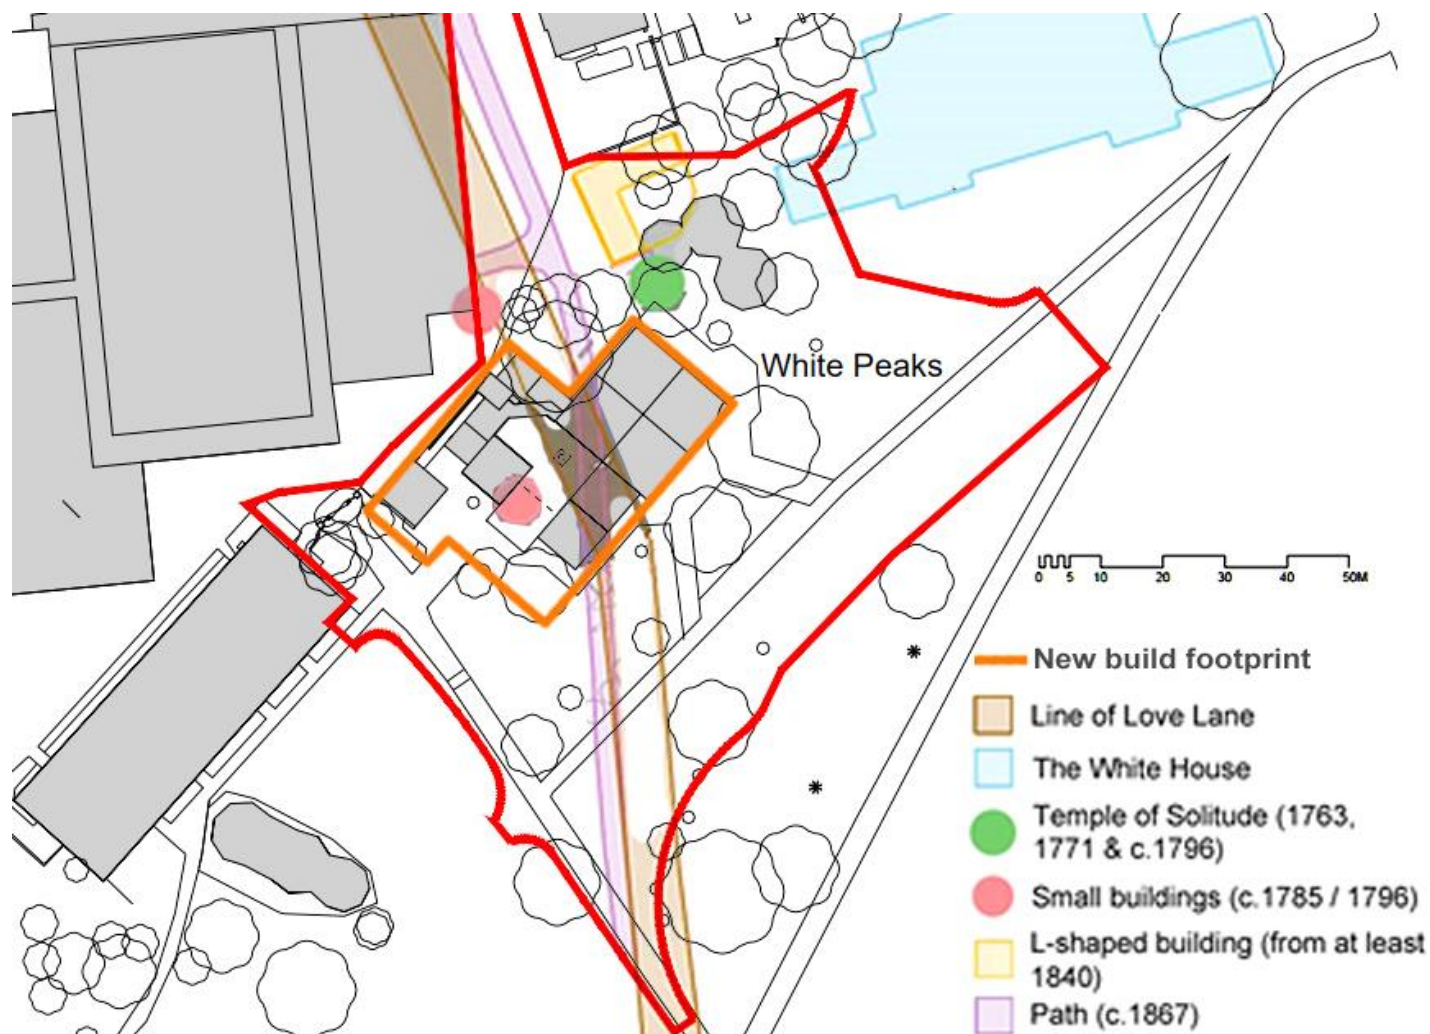 White Peaks
0 5 10 20 30 40 50M
New build footprint
Line of Love Lane
The White House
Temple of Solitude (1763,
1771 & c.1796)
Small buildings (c.1785 / 1796)
L-shaped building (from at least
1840)
Path (c.1867)